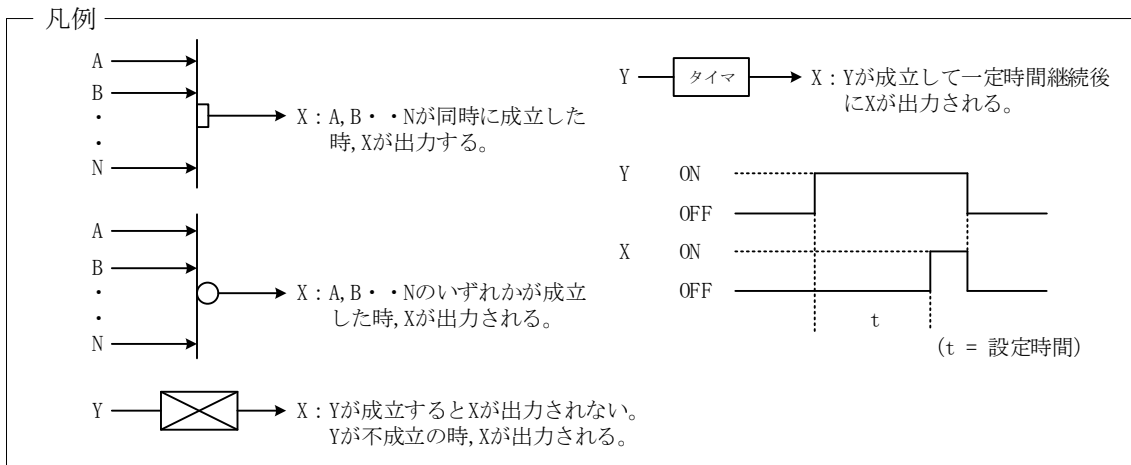 凡例
A
B
・
・
N
X：A,B・・Nが同時に成立した
時,Xが出力する。
A
B
・
・
N
X：A,B・・Nのいずれかが成立
した時,Xが出力される。
Y
X：Yが成立するとXが出力されない。
Yが不成立の時,Xが出力される。
Y
タイマ
X：Yが成立して一定時間継続後
にXが出力される。
Y ON
OFF
X ON
OFF
t
(t = 設定時間)